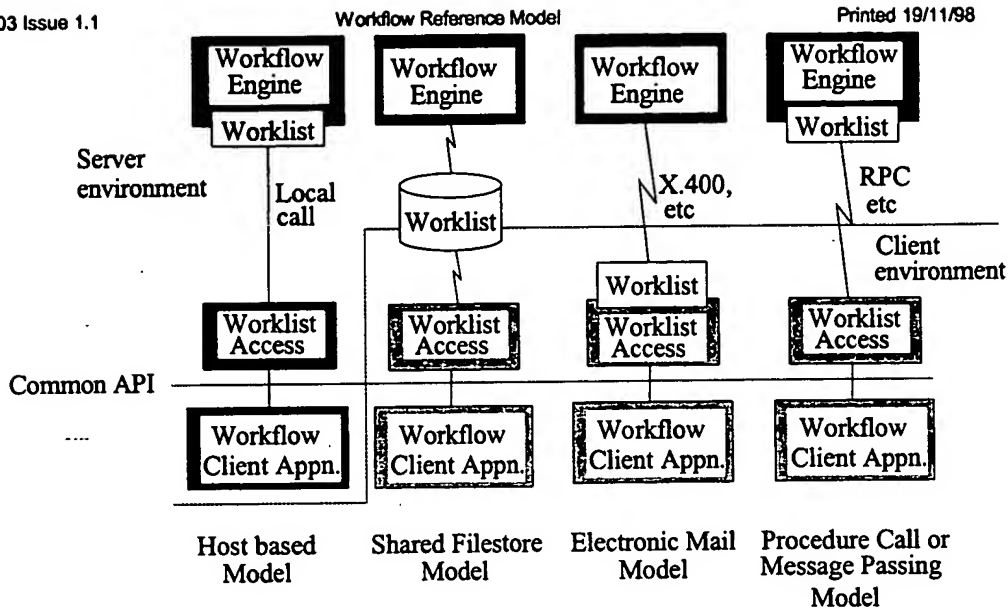 03 Issue 1.1
Workflow Reference Model
Printed 19/11/98
Workflow Engine
Worklist
Workflow Engine
Workflow Engine
Workflow Engine
Worklist
Server environment
Local call
Worklist
X.400, etc
RPC etc
Client environment
Worklist
Worklist Access
Worklist Access
Worklist Access
Worklist Access
Common API
Workflow Client Appn.
Workflow Client Appn.
Workflow Client Appn.
Workflow Client Appn.
Host based Model
Shared Filestore Model
Electronic Mail Model
Procedure Call or Message Passing Model